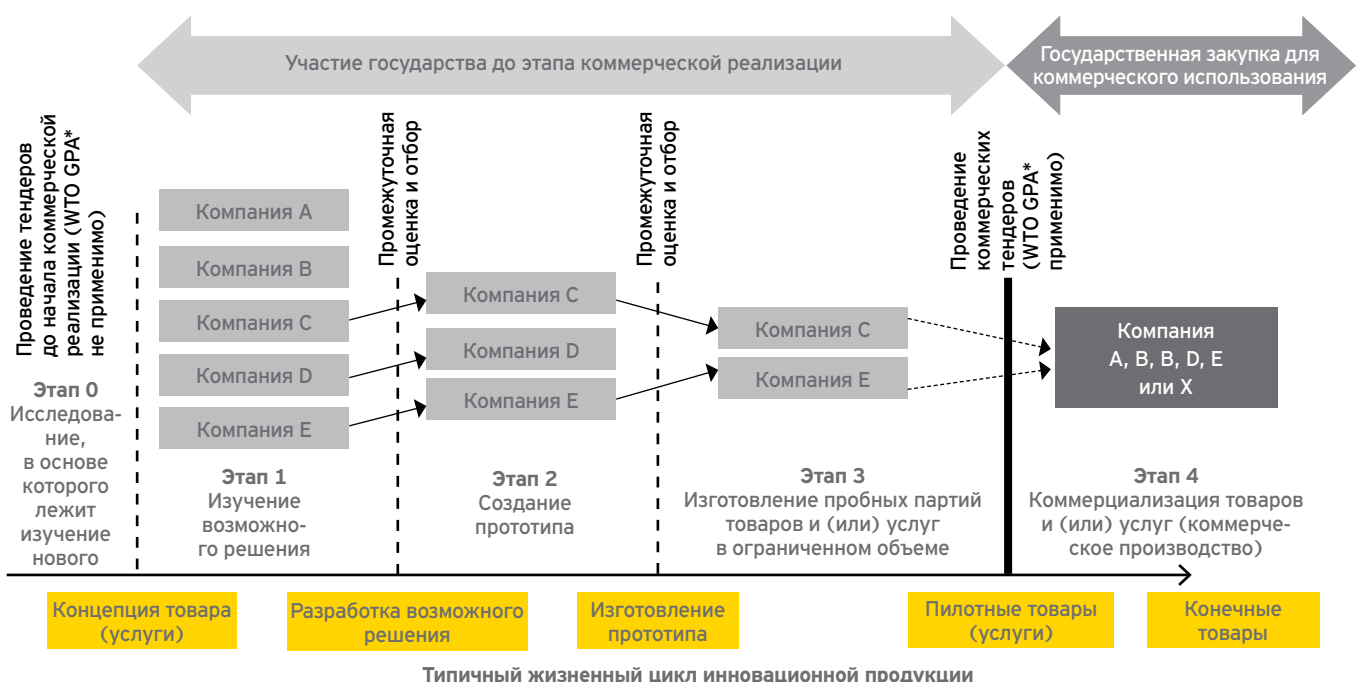 Участие государства до этапа коммерческой реализации
Государственная закупка для
коммерческого использования
Проведение тендеров
до начала коммерческой
реализации (WTO GPA*
не применимо)
Промежуточная
оценка и отбор
Промежуточная
оценка и отбор
Проведение
коммерческих
тендеров
(WTO GPA*
применимо)
Компания A
Компания B
Компания C
Компания D
Компания E
Компания C
Компания D
Компания E
Компания C
Компания E
Компания
A, B, B, D, E
или X
Этап 0
Исследова-
ние,
в основе
которого
лежит
изучение
нового
Этап 1
Изучение
возможно-
го решения
Этап 2
Создание
прототипа
Этап 3
Изготовление пробных партий
товаров и (или) услуг
в ограниченном объеме
Этап 4
Коммерциализация товаров
и (или) услуг (коммерче-
ское производство)
Концепция товара
(услуги)
Разработка возможного
решения
Изготовление
прототипа
Пилотные товары
(услуги)
Конечные
товары
Типичный жизненный цикл инновационной продукции